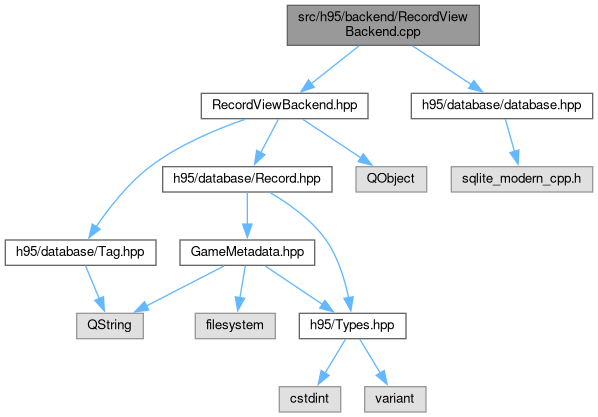 src/h95/backend/RecordView
Backend.cpp
RecordViewBackend.hpp
h95/database/database.hpp
h95/database/Record.hpp
QObject
sqlite_modern_cpp.h
h95/database/Tag.hpp
GameMetadata.hpp
QString
filesystem
h95/Types.hpp
cstdint
variant